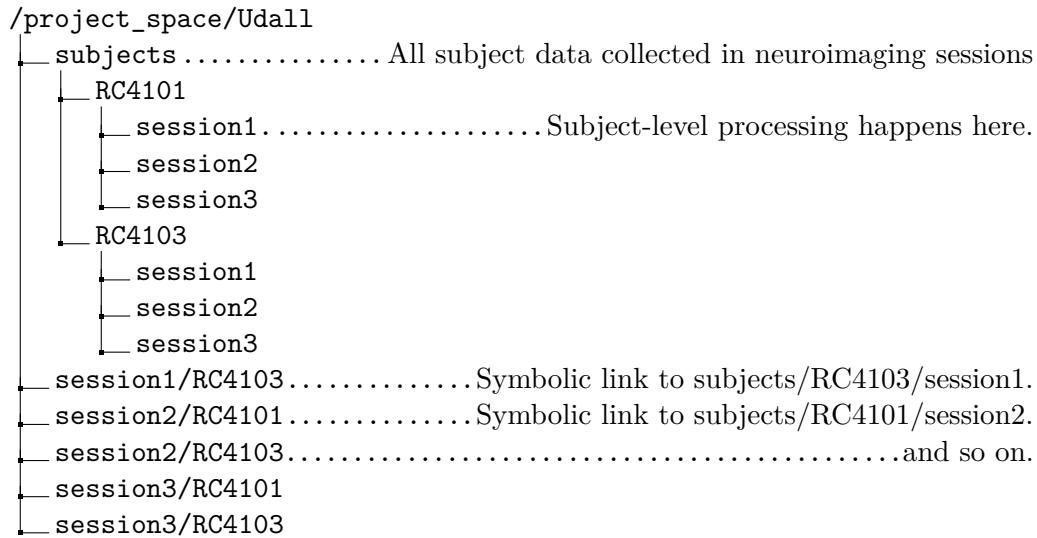 /project_space/Udall
subjects ............... All subject data collected in neuroimaging sessions
RC4101
session1.....................Subject-level processing happens here.
session2
session3
RC4103
session1
session2
session3
session1/RC4103..............Symbolic link to subjects/RC4103/session1.
session2/RC4101..............Symbolic link to subjects/RC4101/session2.
session2/RC4103..............................................and so on.
session3/RC4101
session3/RC4103